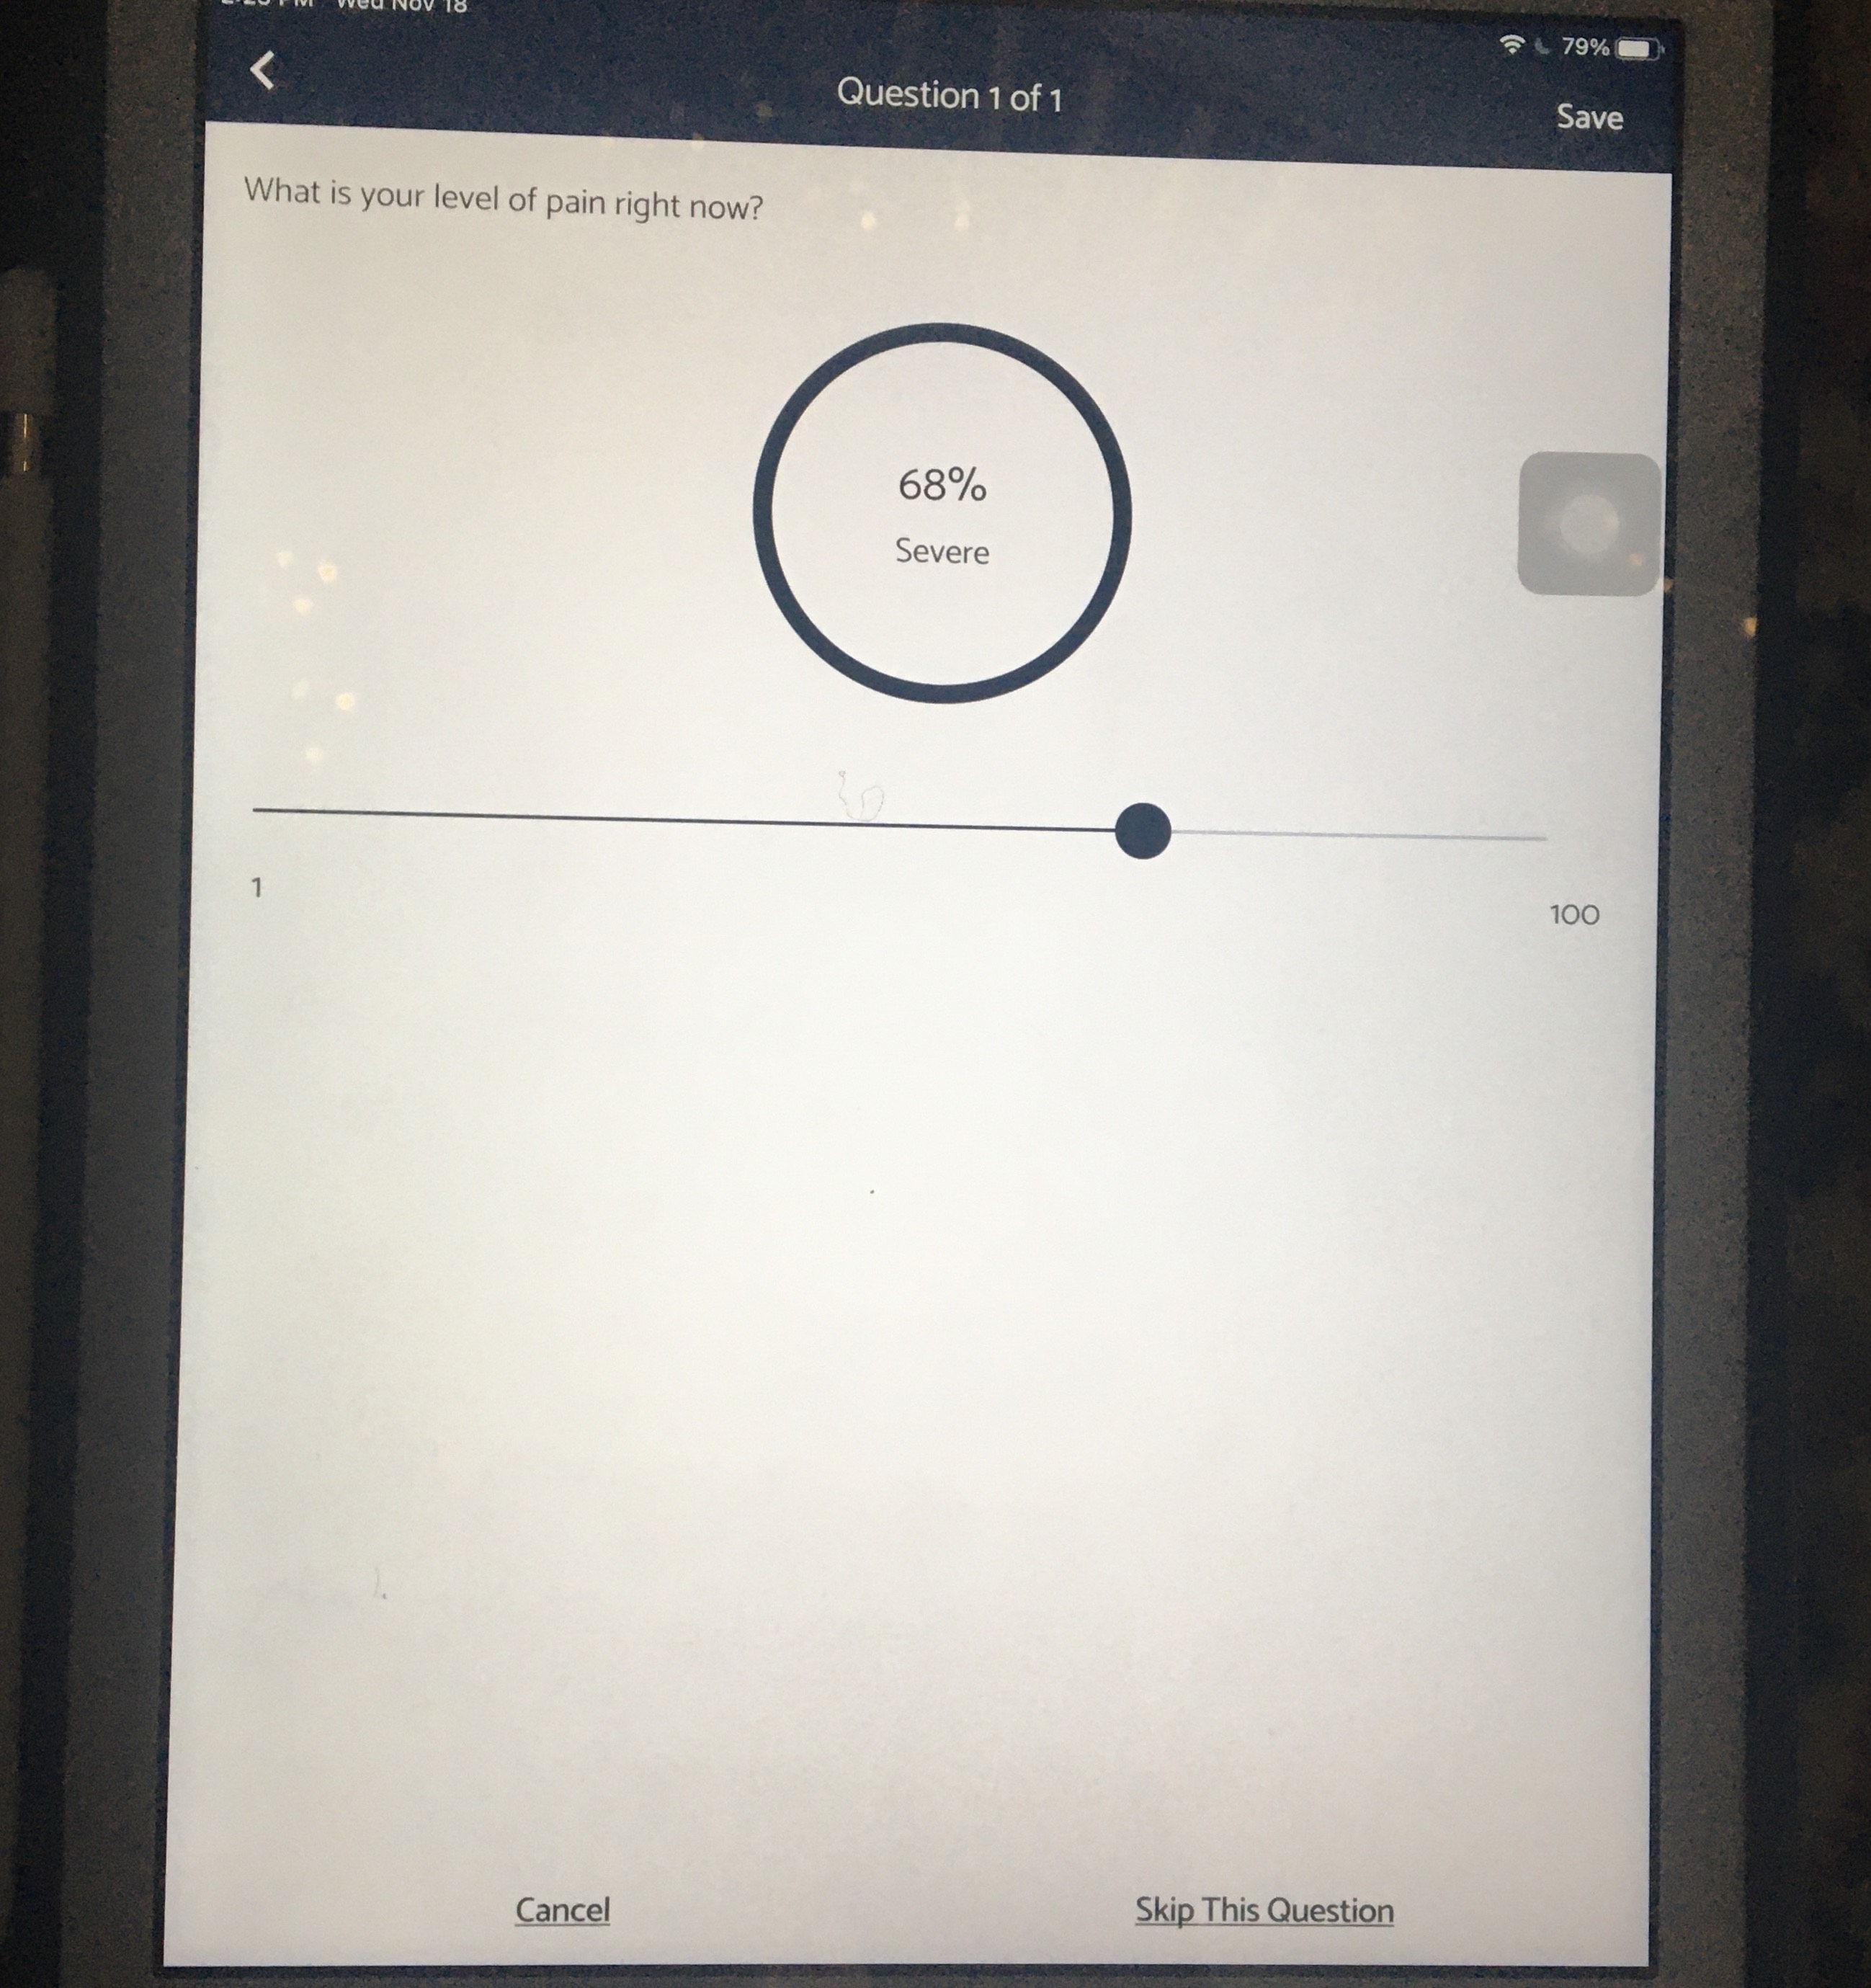 PM Wed Nov 18
79%
Question 1 of 1
Save
What is your level of pain right now?
68%
Severe
1
100
Cancel
Skip This Question